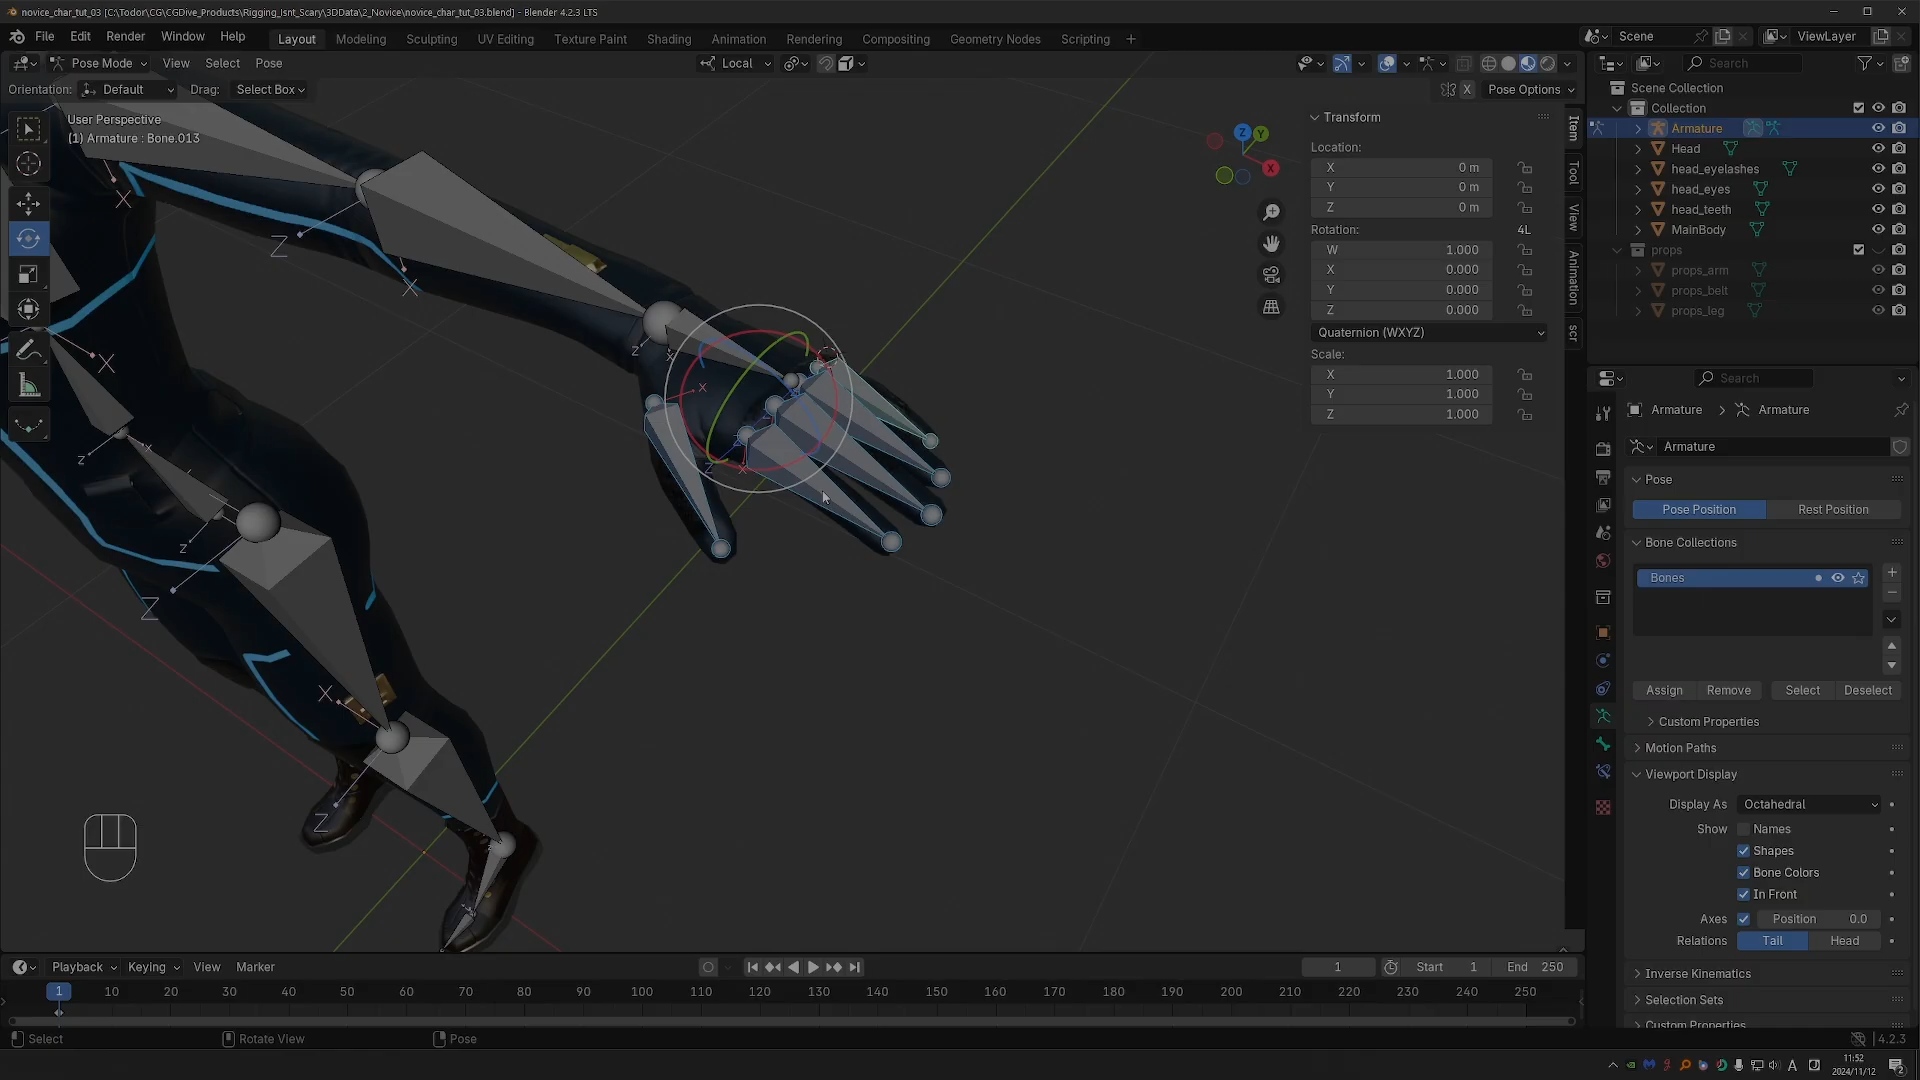 novice_char_tut_03 [C:\Todor\CG\CGDive_Products\Rigging_Isnt_Scary\3DData\2_Novice\novice_char_tut_03.blend] - Blender 4.2.3 LTS
File Edit Render Window Help Layout Modeling Sculpting UV Editing Texture Paint Shading Animation Rendering Compositing Geometry Nodes Scripting + Scene ViewLayer
Pose Mode View Select Pose Local Search
Orientation: Default Drag: Select Box X Pose Options Scene Collection
User Perspective
(1) Armature : Bone.013
Transform
Location:
X 0 m
Y 0 m
Z 0 m
Rotation: 4L
W 1.000
X 0.000
Y 0.000
Z 0.000
Quaternion (WXYZ)
Scale:
X 1.000
Y 1.000
Z 1.000
Item
Tool
View
Animation
scr
Collection
Armature
Head
head_eyelashes
head_eyes
head_teeth
MainBody
props
props_arm
props_belt
props_leg
Search
Armature Armature
Armature
Pose
Pose Position Rest Position
Bone Collections
Bones
Assign Remove Select Deselect
Custom Properties
Motion Paths
Viewport Display
Display As Octahedral
Show Names
Shapes
Bone Colors
In Front
Axes Position 0.0
Relations Tail Head
Inverse Kinematics
Selection Sets
Custom Properties
Z Y
X
X
Z
X
X
Z
X
Z X
X
Z
X
Z
X
Z
Z
X
Z
Playback Keying View Marker 1 Start 1 End 250
1 10 20 30 40 50 60 70 80 90 100 110 120 130 140 150 160 170 180 190 200 210 220 230 240 250
Select Rotate View Pose 4.2.3
A 11:52
2024/11/12 2